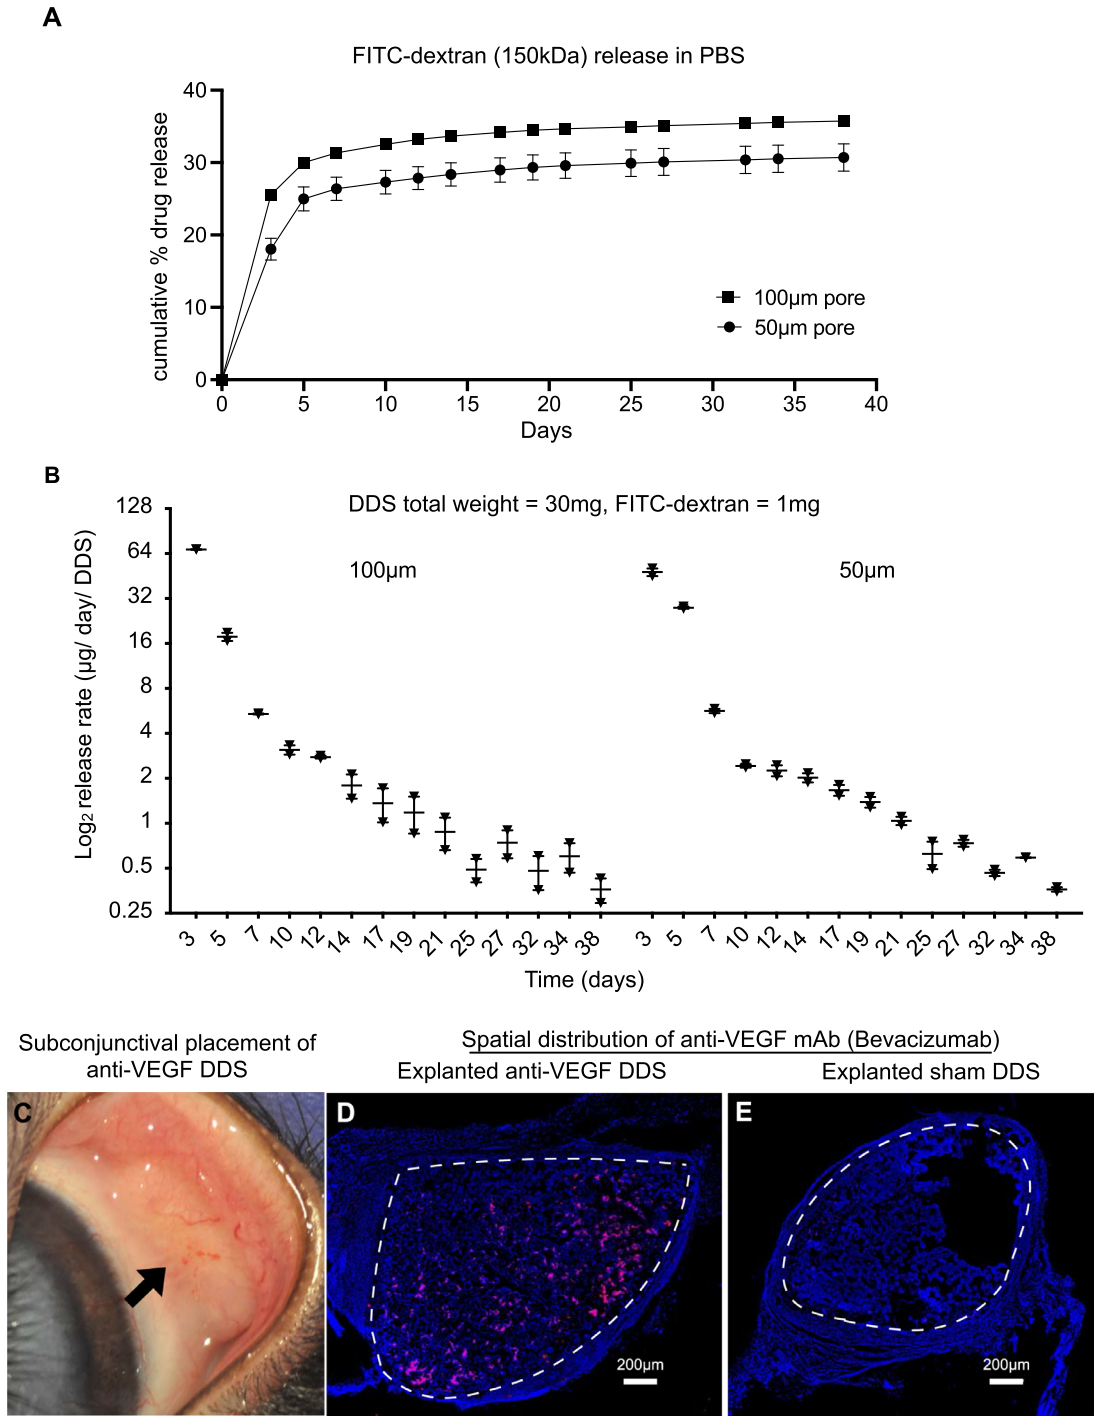 A
FITC-dextran (150kDa) release in PBS
cumulative % drug release
40
30
20
10
0
0 5 10 15 20 25 30 35 40
Days
100µm pore
50µm pore
B
DDS total weight = 30mg, FITC-dextran = 1mg
100µm 50µm
Log2 release rate (µg/ day/ DDS)
128
64
32
16
8
4
2
1
0.5
0.25
3 5 7 10 12 14 17 19 21 25 27 32 34 38 3 5 7 10 12 14 17 19 21 25 27 32 34 38
Time (days)
Subconjunctival placement of
anti-VEGF DDS
Spatial distribution of anti-VEGF mAb (Bevacizumab)
Explanted anti-VEGF DDS Explanted sham DDS
C
D
200µm
E
200µm